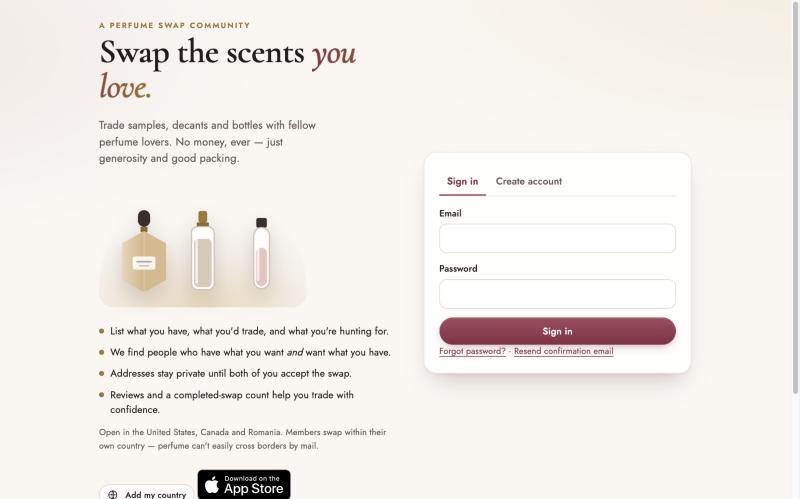 A PERFUME SWAP COMMUNITY
Swap the scents you
love.
Trade samples, decants and bottles with fellow
perfume lovers. No money, ever — just
generosity and good packing.
List what you have, what you'd trade, and what you're hunting for.
We find people who have what you want and want what you have.
Addresses stay private until both of you accept the swap.
Reviews and a completed-swap count help you trade with
confidence.
Open in the United States, Canada and Romania. Members swap within their
own country — perfume can't easily cross borders by mail.
Add my country
Download on the
App Store
Sign in
Create account
Email
Password
Sign in
Forgot password? · Resend confirmation email